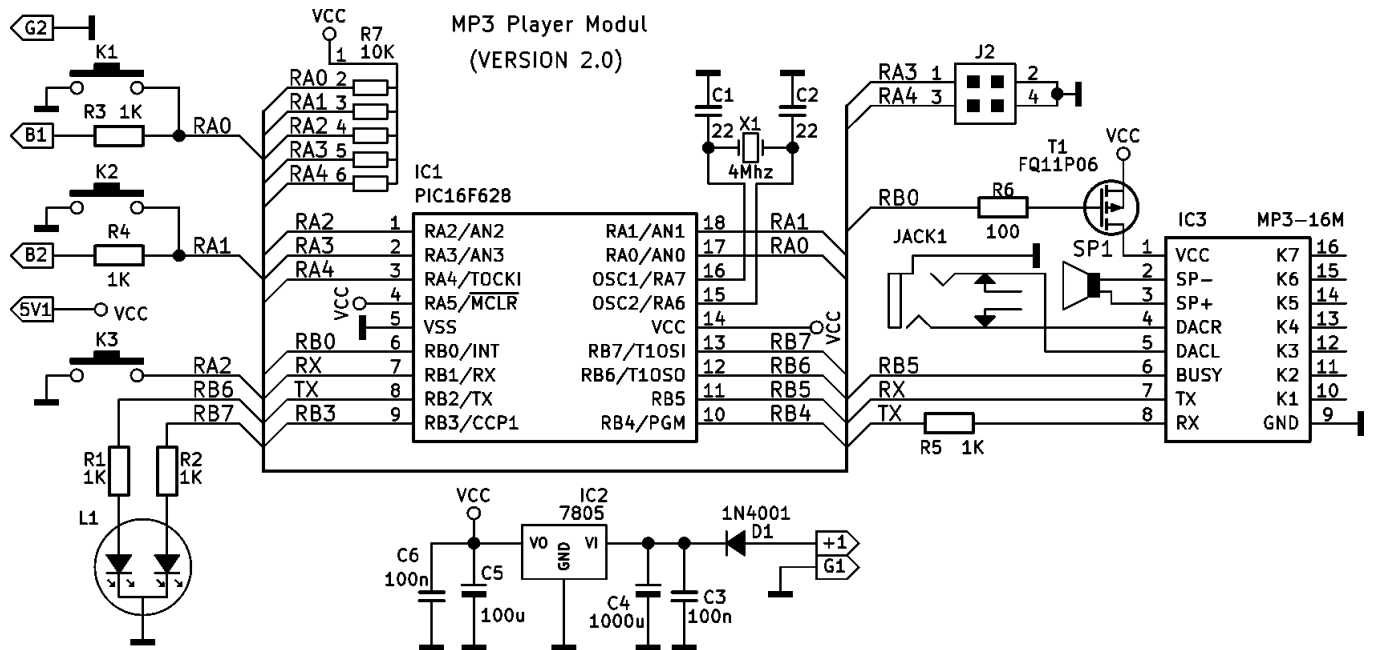 MP3 Player Modul
(VERSION 2.0)
G2
K1
R3 1K
B1
RA0
K2
R4
1K
B2
RA1
5V1
VCC
K3
RA2
RB6
RB7
R1
1K
R2
1K
L1
VCC
R7
10K
1
RA0 2
RA1 3
RA2 4
RA3 5
RA4 6
IC1
PIC16F628
RA2 1 RA2/AN2
RA3 2 RA3/AN3
RA4 3 RA4/TOCKI
VCC 4 RA5/MCLR
5 VSS
RB0 6 RB0/INT
RX 7 RB1/RX
TX 8 RB2/TX
RB3 9 RB3/CCP1
RA1/AN1 18 RA1
RA0/AN0 17 RA0
OSC1/RA7 16
OSC2/RA6 15
VCC 14 VCC
RB7/T1OSI 13 RB7
RB6/T1OSO 12 RB6
RB5 11 RB5
RB4/PGM 10 RB4
C1
22
C2
22
X1
4Mhz
J2
RA3 1 2
RA4 3 4
T1
FQ11P06
VCC
RB0
R6
100
JACK1
SP1
IC3
MP3-16M
1 VCC
2 SP-
3 SP+
4 DACR
5 DACL
RB5 6 BUSY
RX 7 TX
TX 8 RX
R5 1K
K7 16
K6 15
K5 14
K4 13
K3 12
K2 11
K1 10
GND 9
VCC
IC2
7805
VO
GND
VI
1N4001
D1
+1
G1
C6
100n
C5
100u
C4
1000u
C3
100n